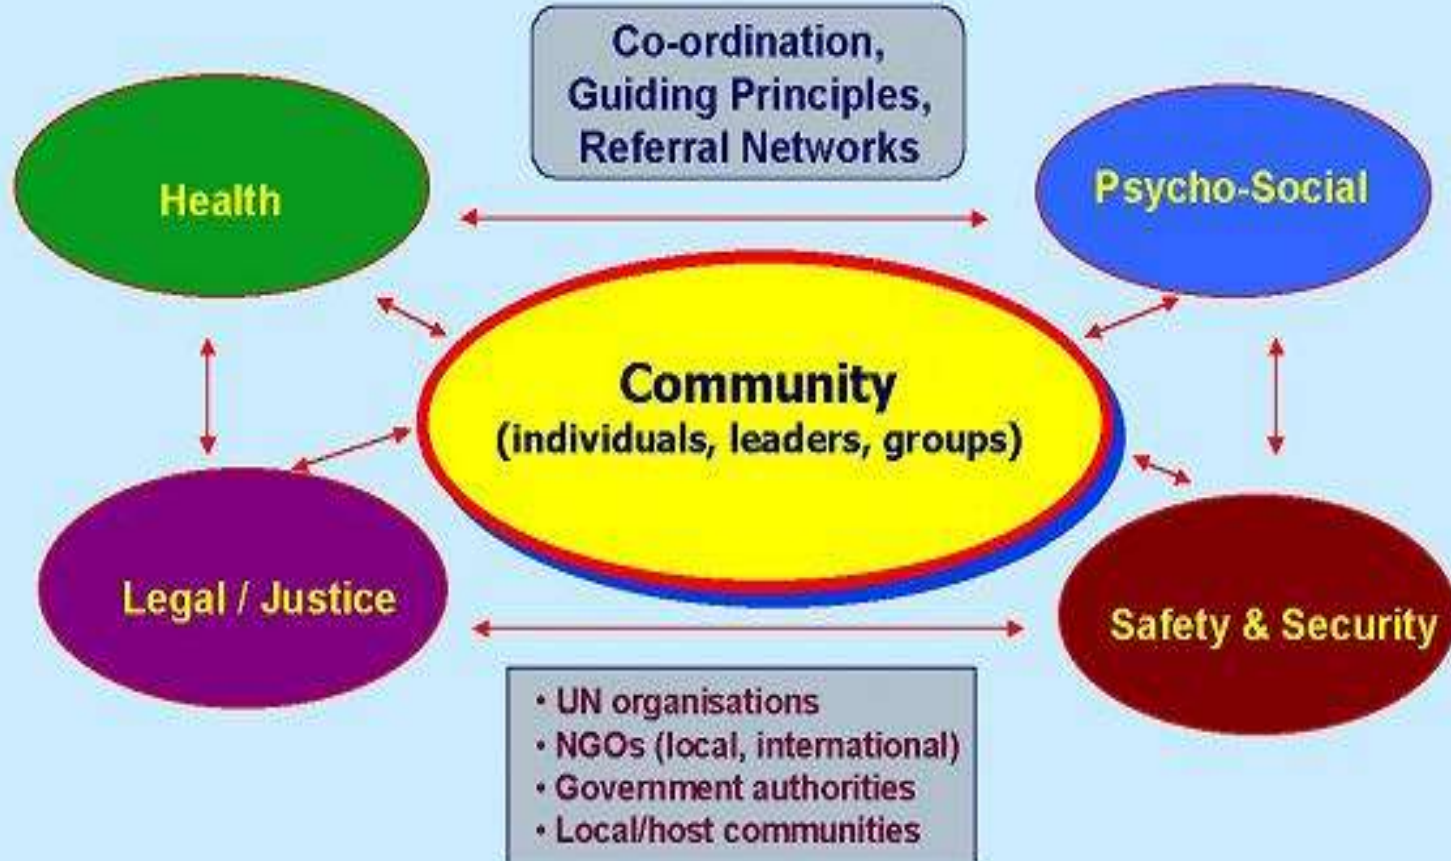 Co-ordination,
Guiding Principles,
Referral Networks
Health
Psycho-Social
Community
(individuals, leaders, groups)
Legal / Justice
Safety & Security
• UN organisations
• NGOs (local, international)
• Government authorities
• Local/host communities